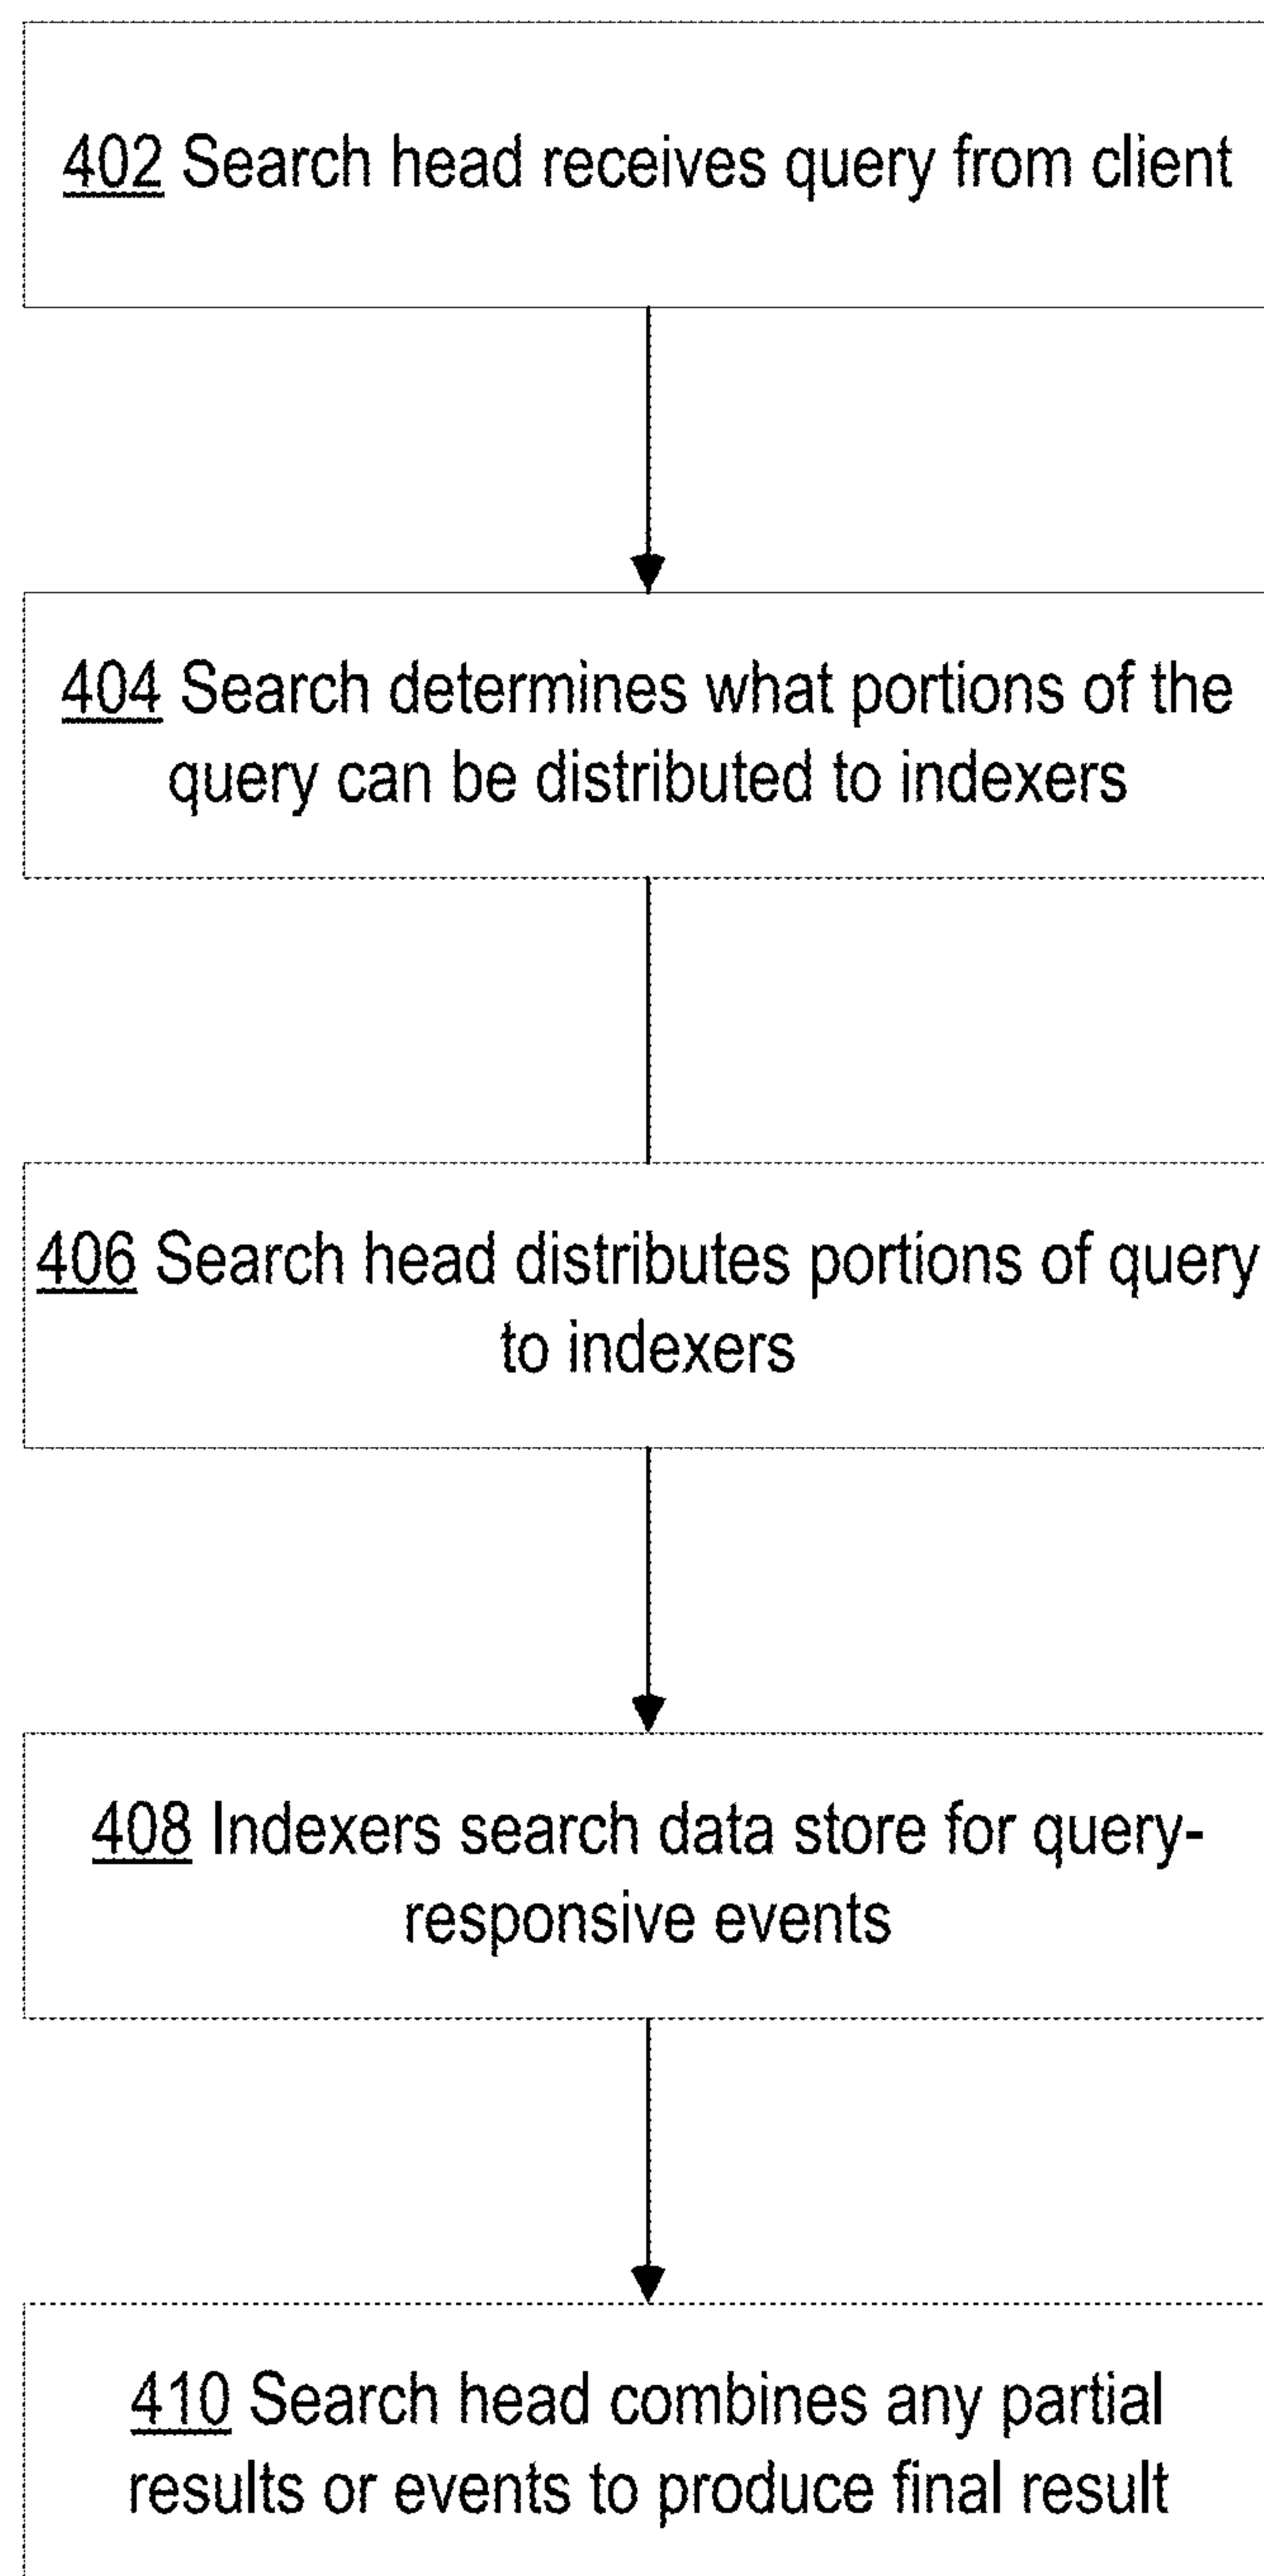 402 Search head receives query from client
404 Search determines what portions of the
query can be distributed to indexers
406 Search head distributes portions of query
to indexers
408 Indexers search data store for query-
responsive events
410 Search head combines any partial
results or events to produce final result